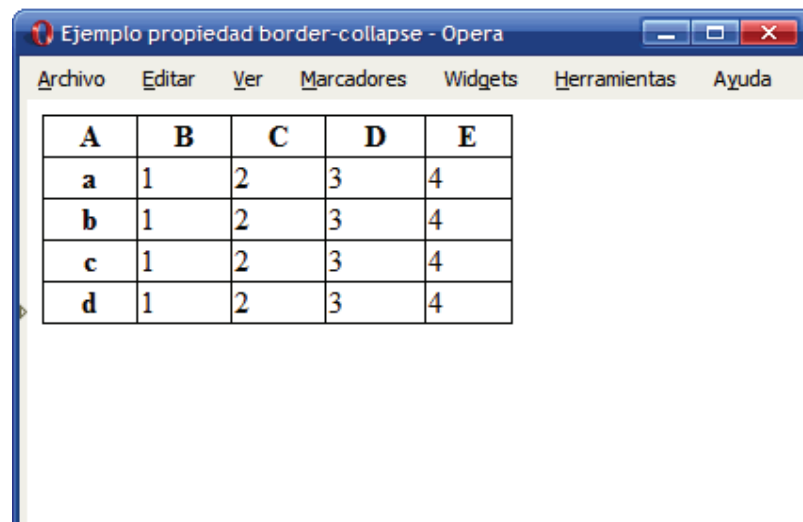 Ejemplo propiedad border-collapse - Opera
Archivo Editar Ver Marcadores Widgets Herramientas Ayuda
A B C D E
a 1 2 3 4
b 1 2 3 4
c 1 2 3 4
d 1 2 3 4